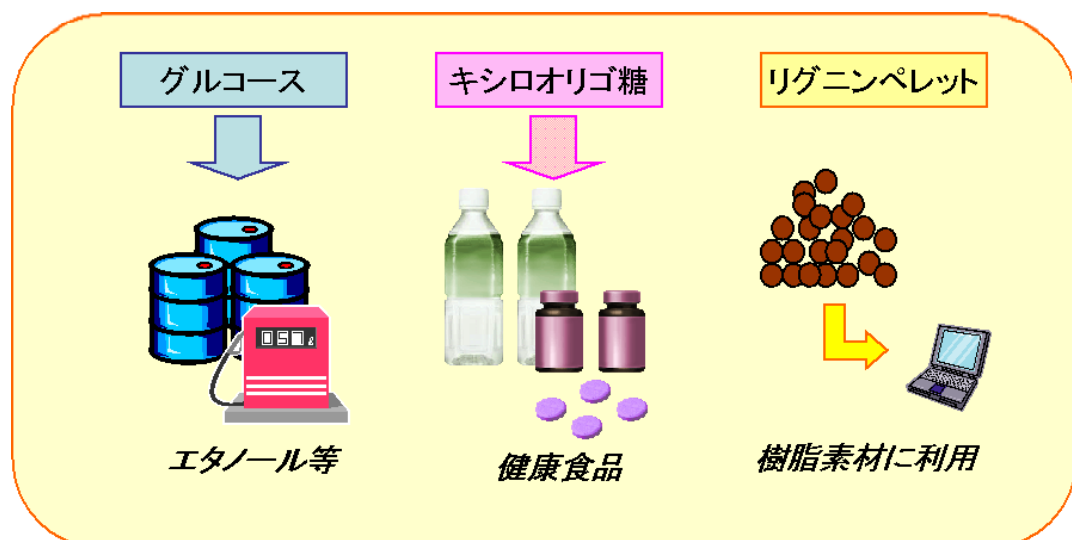 グルコース
キシロオリゴ糖
リグニンペレット
050ℓ
エタノール等
健康食品
樹脂素材に利用